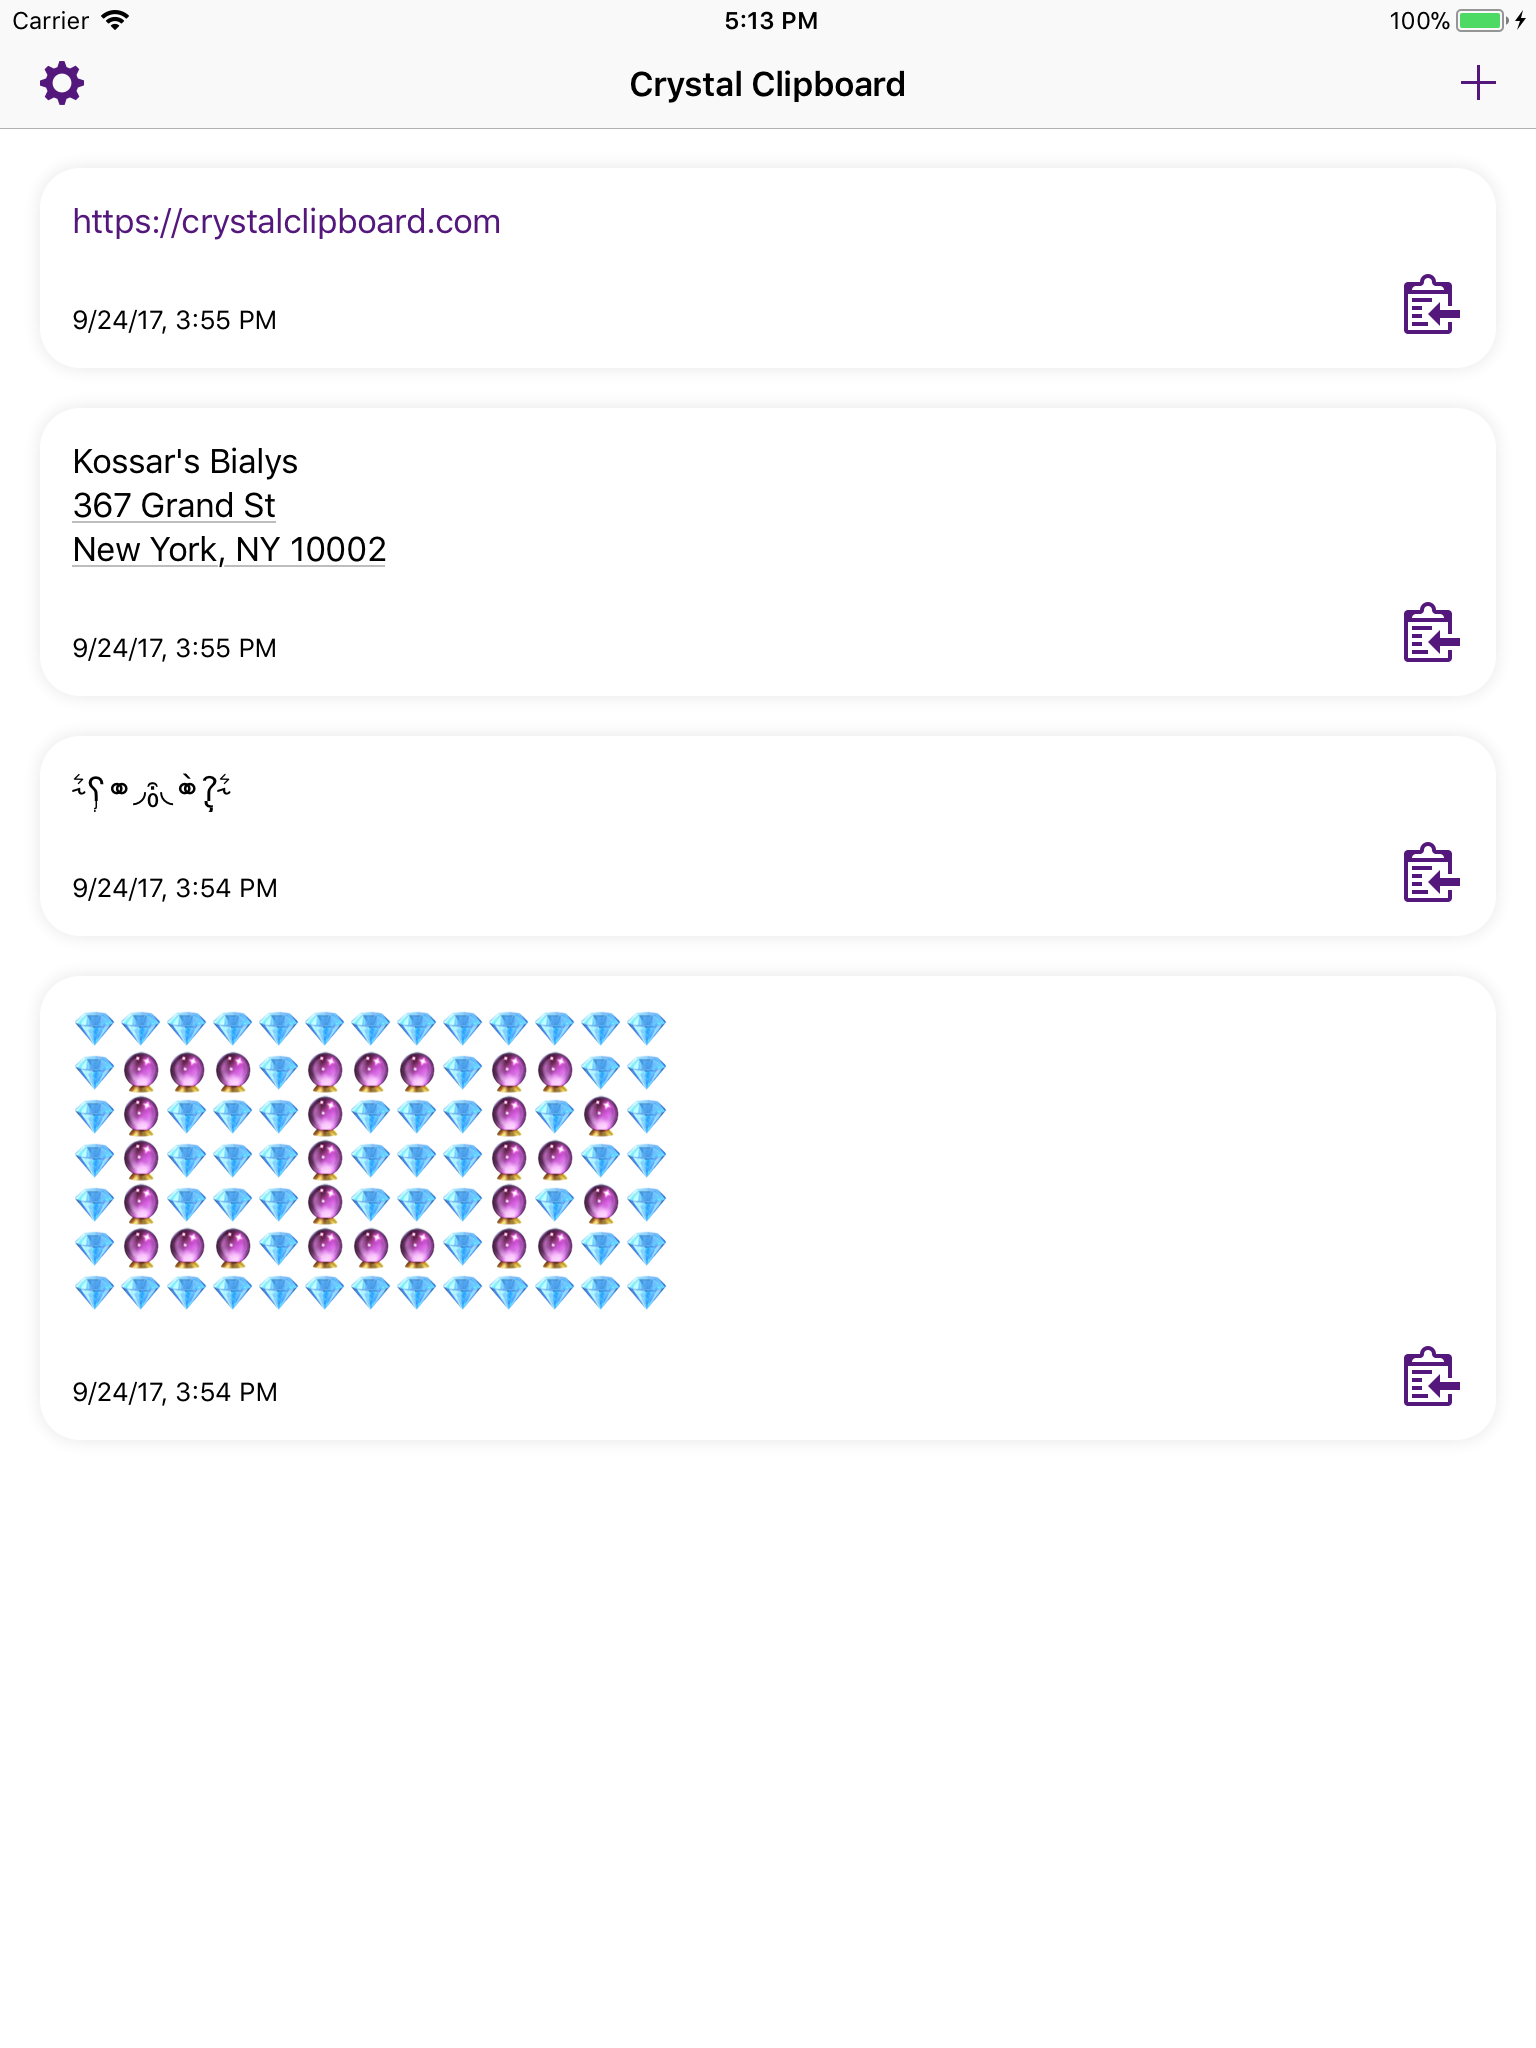 Carrier
5:13 PM
100%
Crystal Clipboard
https://crystalclipboard.com
9/24/17, 3:55 PM
Kossar's Bialys
367 Grand St
New York, NY 10002
9/24/17, 3:55 PM
9/24/17, 3:54 PM
💎💎💎💎💎💎💎💎💎💎💎💎💎
💎🔮🔮🔮💎🔮🔮🔮💎🔮🔮💎💎
💎🔮💎💎💎🔮💎💎💎🔮💎🔮💎
💎🔮💎💎💎🔮💎💎💎🔮🔮💎💎
💎🔮💎💎💎🔮💎💎💎🔮💎🔮💎
💎🔮🔮🔮💎🔮🔮🔮💎🔮🔮💎💎
💎💎💎💎💎💎💎💎💎💎💎💎💎
9/24/17, 3:54 PM